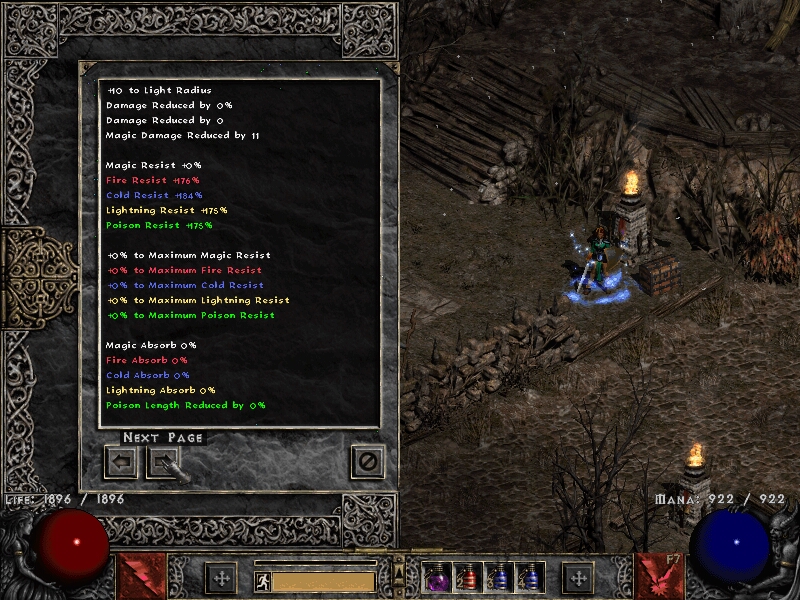 +10 to Light Radius
Damage Reduced by 0%
Damage Reduced by 0
Magic Damage Reduced by 11
Magic Resist +0%
Fire Resist +176%
Cold Resist +184%
Lightning Resist +175%
Poison Resist +175%
+0% to Maximum Magic Resist
+0% to Maximum Fire Resist
+0% to Maximum Cold Resist
+0% to Maximum Lightning Resist
+0% to Maximum Poison Resist
Magic Absorb 0%
Fire Absorb 0%
Cold Absorb 0%
Lightning Absorb 0%
Poison Length Reduced by 0%
Next Page
Life: 1896 / 1896
Mana: 922 / 922
F7